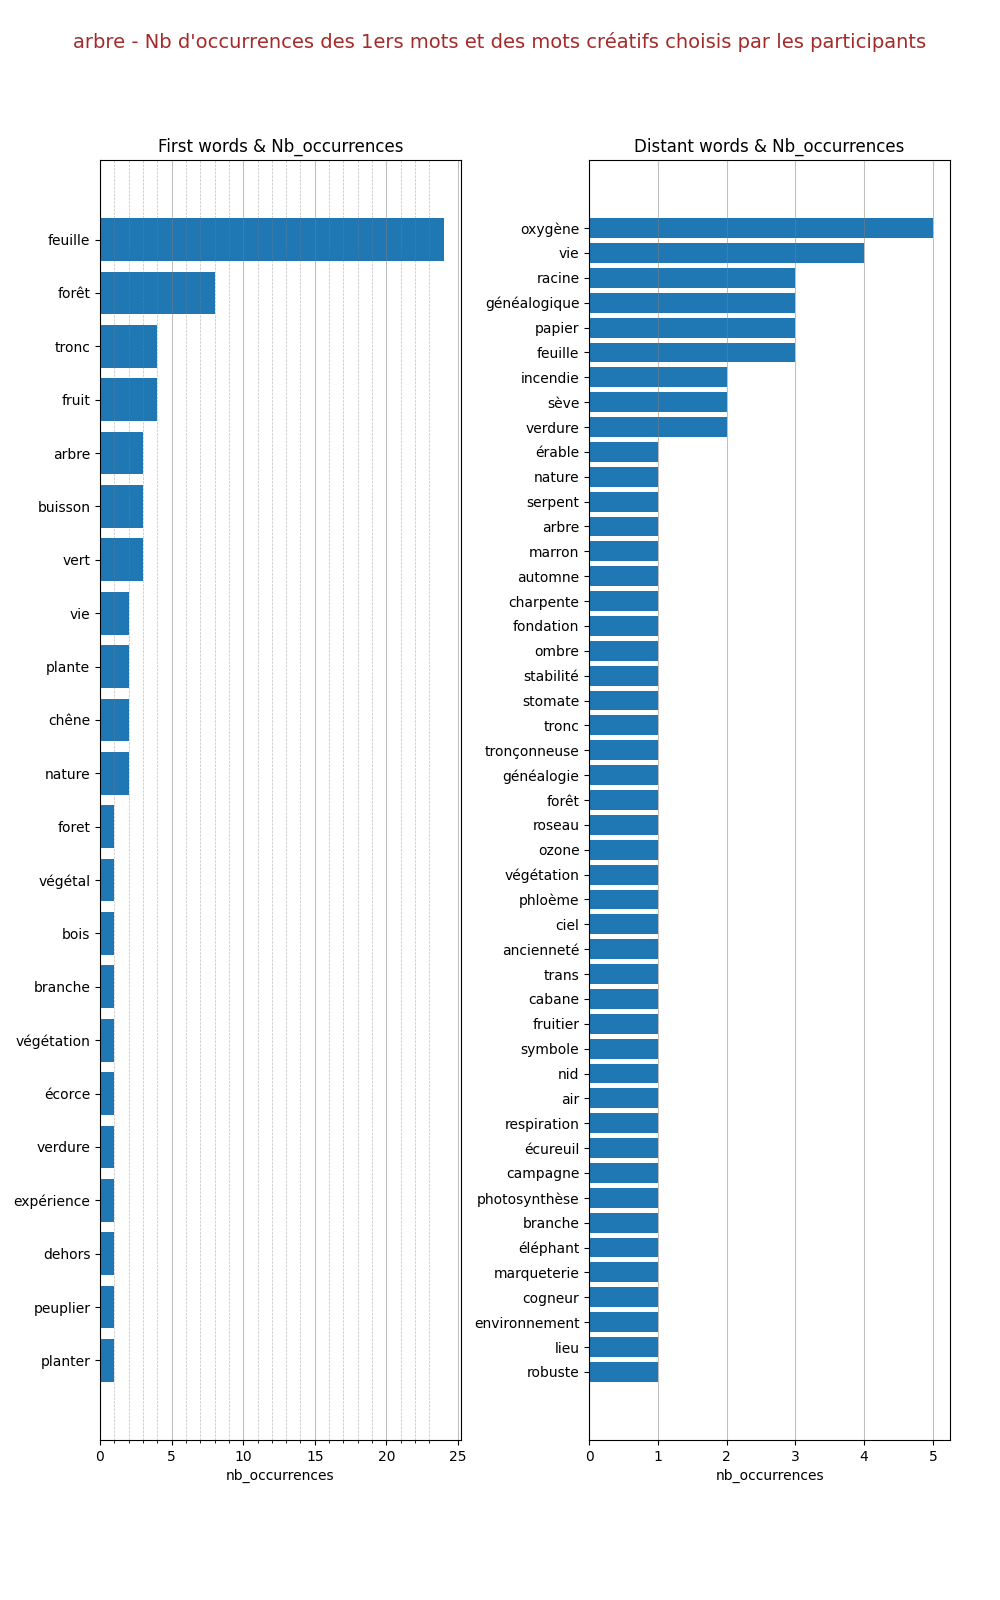 arbre - Nb d'occurrences des 1ers mots et des mots créatifs choisis par les participants
First words & Nb_occurrences
feuille
forêt
tronc
fruit
arbre
buisson
vert
vie
plante
chêne
nature
foret
végétal
bois
branche
végétation
écorce
verdure
expérience
dehors
peuplier
planter
0 5 10 15 20 25
nb_occurrences
Distant words & Nb_occurrences
oxygène
vie
racine
généalogique
papier
feuille
incendie
sève
verdure
érable
nature
serpent
arbre
marron
automne
charpente
fondation
ombre
stabilité
stomate
tronc
tronçonneuse
généalogie
forêt
roseau
ozone
végétation
phloème
ciel
ancienneté
trans
cabane
fruitier
symbole
nid
air
respiration
écureuil
campagne
photosynthèse
branche
éléphant
marqueterie
cogneur
environnement
lieu
robuste
0 1 2 3 4 5
nb_occurrences